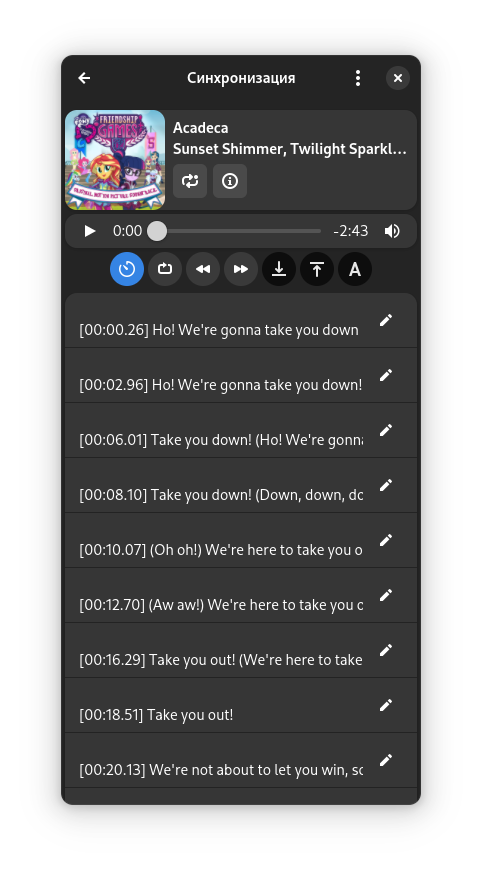 Синхронизация
FRIENDSHIP
GAMES
Acadeca
Sunset Shimmer, Twilight Sparkl...
0:00
-2:43
A
[00:00.26] Ho! We're gonna take you down
[00:02.96] Ho! We're gonna take you down!
[00:06.01] Take you down! (Ho! We're gonna
[00:08.10] Take you down! (Down, down, do
[00:10.07] (Oh oh!) We're here to take you o
[00:12.70] (Aw aw!) We're here to take you o
[00:16.29] Take you out! (We're here to take
[00:18.51] Take you out!
[00:20.13] We're not about to let you win, so